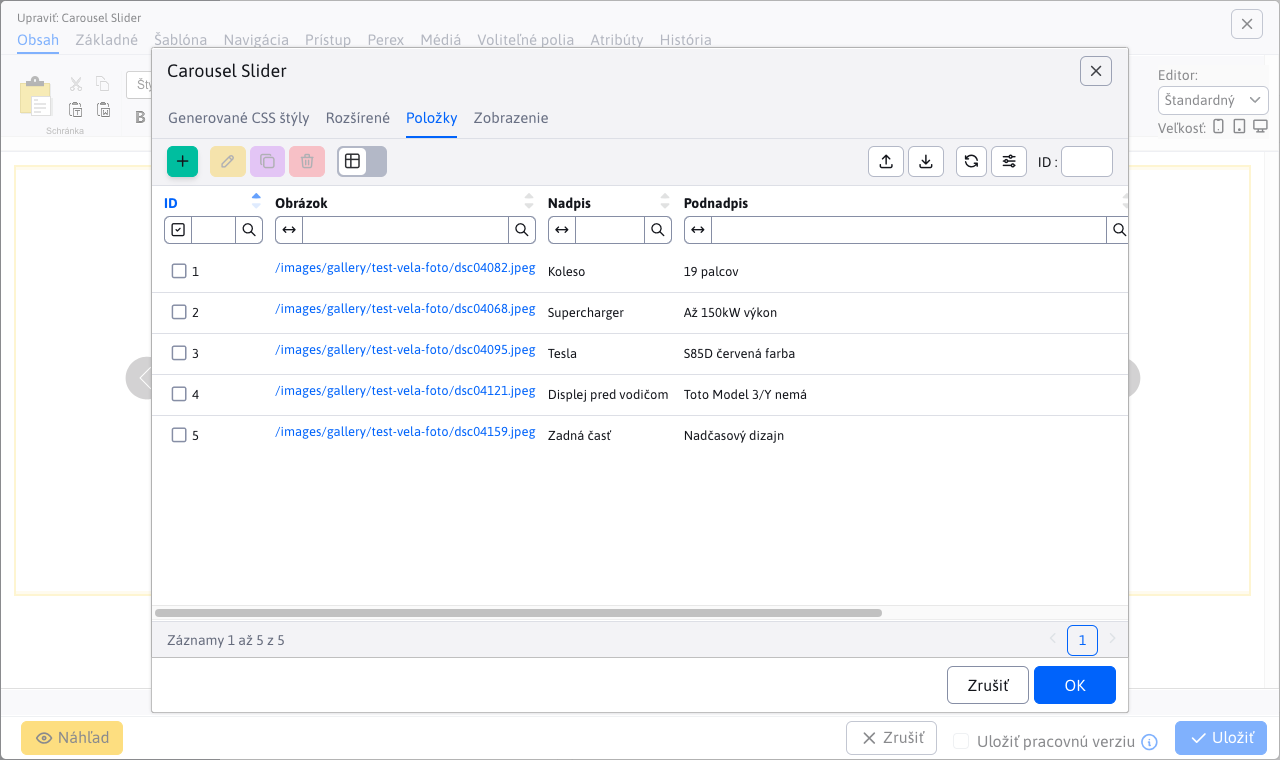 Upraviť: Carousel Slider
Obsah Základné Šablóna Navigácia Prístup Perex Médiá Voliteľné polia Atribúty História
Schránka
Šty
B
Editor:
Štandardný
Veľkosť:
Carousel Slider
Generované CSS štýly Rozšírené Položky Zobrazenie
ID :
ID Obrázok Nadpis Podnadpis
1 /images/gallery/test-vela-foto/dsc04082.jpeg Koleso 19 palcov
2 /images/gallery/test-vela-foto/dsc04068.jpeg Supercharger Až 150kW výkon
3 /images/gallery/test-vela-foto/dsc04095.jpeg Tesla S85D červená farba
4 /images/gallery/test-vela-foto/dsc04121.jpeg Displej pred vodičom Toto Model 3/Y nemá
5 /images/gallery/test-vela-foto/dsc04159.jpeg Zadná časť Nadčasový dizajn
Záznamy 1 až 5 z 5
1
Zrušiť OK
Náhľad Zrušiť Uložiť pracovnú verziu Uložiť